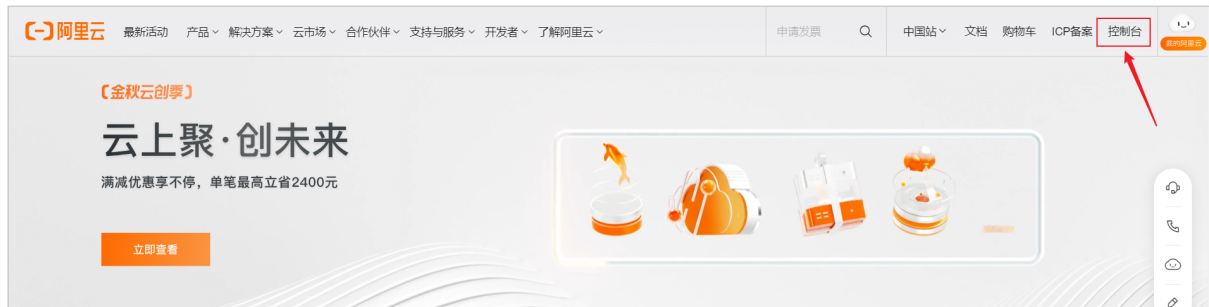 阿里云 最新活动 产品 解决方案 云市场 合作伙伴 支持与服务 开发者 了解阿里云 申请发票 中国站 文档 购物车 ICP备案 控制台
我的阿里云
【金秋云创季】
云上聚·创未来
满减优惠享不停，单笔最高立省2400元
立即查看